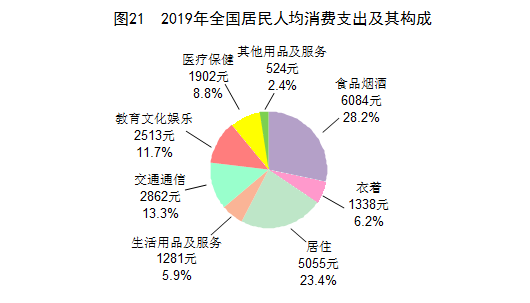 图21 2019年全国居民人均消费支出及其构成
其他用品及服务
524元
2.4%
医疗保健
1902元
8.8%
食品烟酒
6084元
28.2%
教育文化娱乐
2513元
11.7%
交通通信
2862元
13.3%
衣着
1338元
6.2%
生活用品及服务
1281元
5.9%
居住
5055元
23.4%